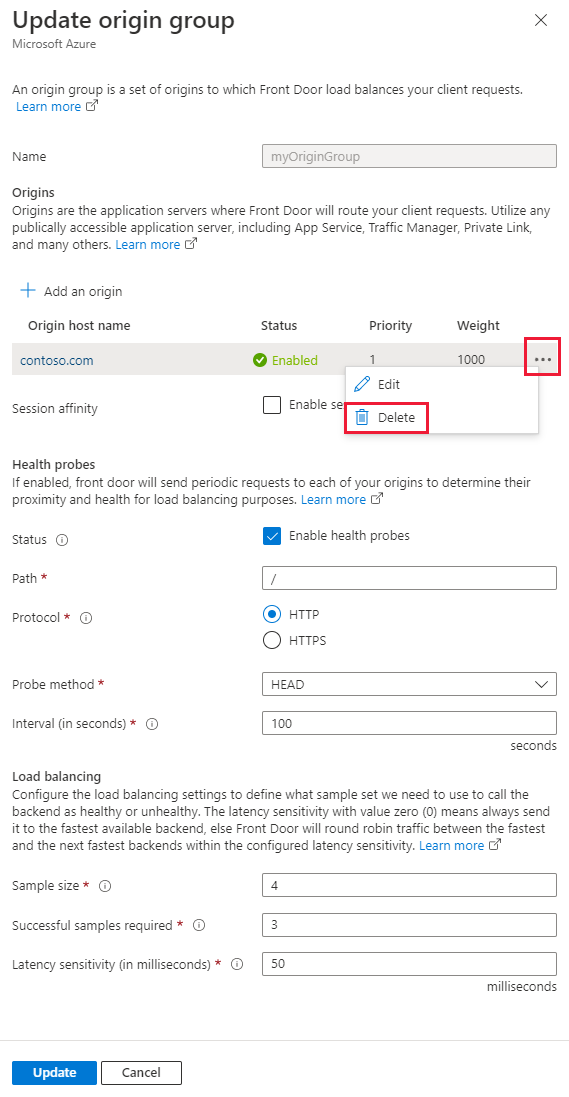 Update origin group
Microsoft Azure
An origin group is a set of origins to which Front Door load balances your client requests.
Learn more
Name
myOriginGroup
Origins
Origins are the application servers where Front Door will route your client requests. Utilize any
publically accessible application server, including App Service, Traffic Manager, Private Link,
and many others. Learn more
Add an origin
Origin host name Status Priority Weight
contoso.com Enabled 1 1000
Edit
Session affinity Enable se
Delete
Health probes
If enabled, front door will send periodic requests to each of your origins to determine their
proximity and health for load balancing purposes. Learn more
Status Enable health probes
Path * /
Protocol * HTTP
HTTPS
Probe method * HEAD
Interval (in seconds) * 100
seconds
Load balancing
Configure the load balancing settings to define what sample set we need to use to call the
backend as healthy or unhealthy. The latency sensitivity with value zero (0) means always send
it to the fastest available backend, else Front Door will round robin traffic between the fastest
and the next fastest backends within the configured latency sensitivity. Learn more
Sample size * 4
Successful samples required * 3
Latency sensitivity (in milliseconds) * 50
milliseconds
Update Cancel